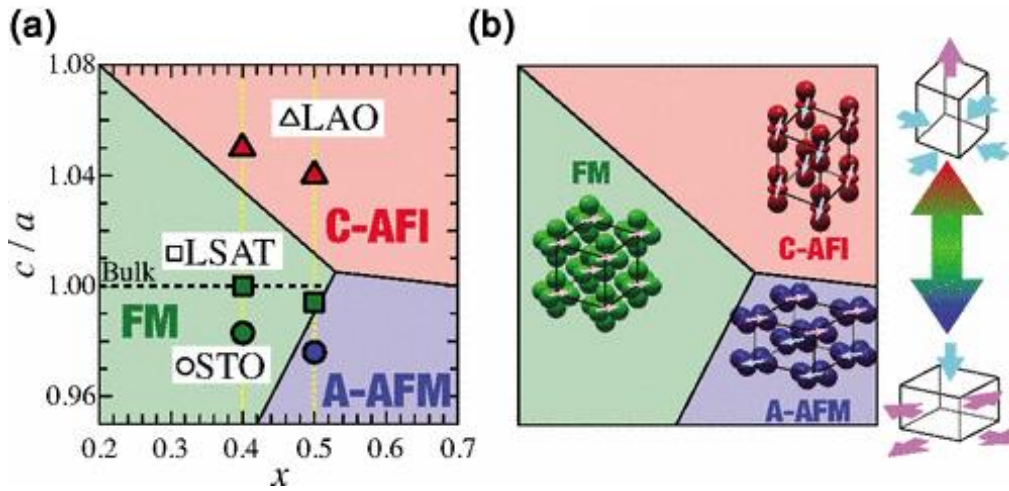 (a)
1.08
1.04
1.00
0.96
c / a
△LAO
C-AFI
□LSAT
Bulk
FM
○STO
A-AFM
0.2 0.3 0.4 0.5 0.6 0.7
x
(b)
FM
C-AFI
A-AFM